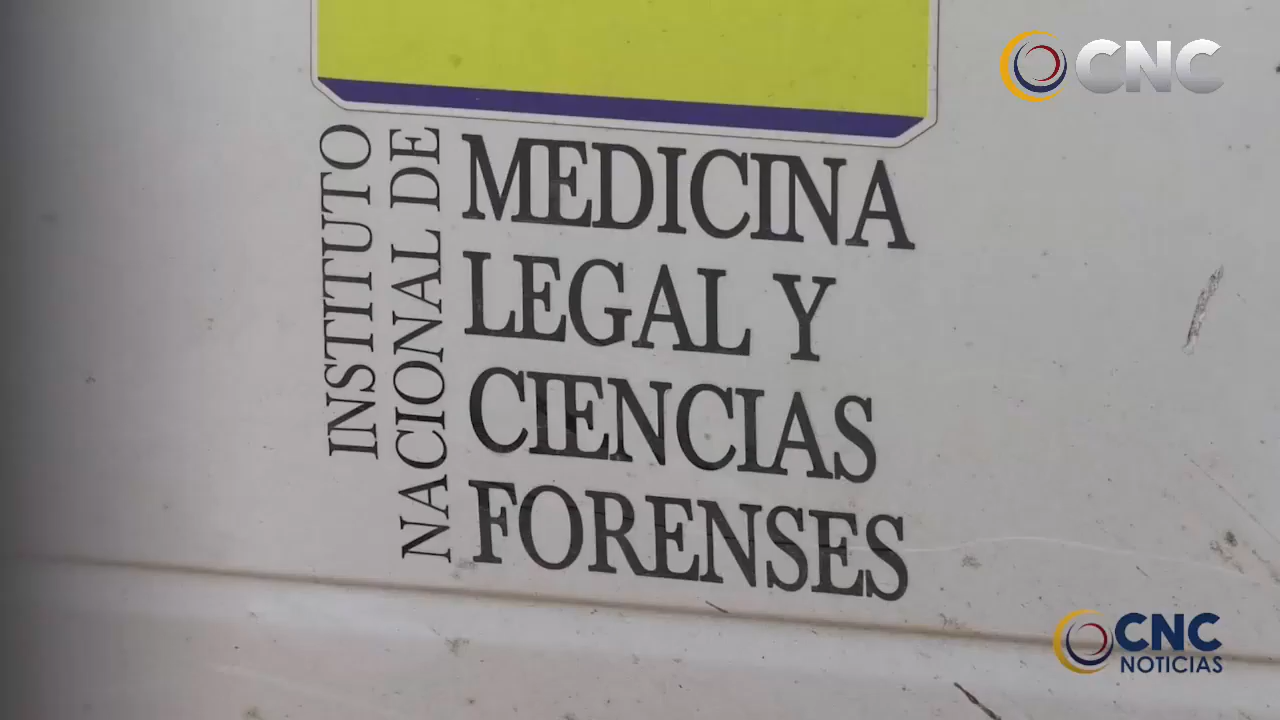 CNC
INSTITUTO
NACIONAL DE
MEDICINA
LEGAL Y
CIENCIAS
FORENSES
CNC
NOTICIAS